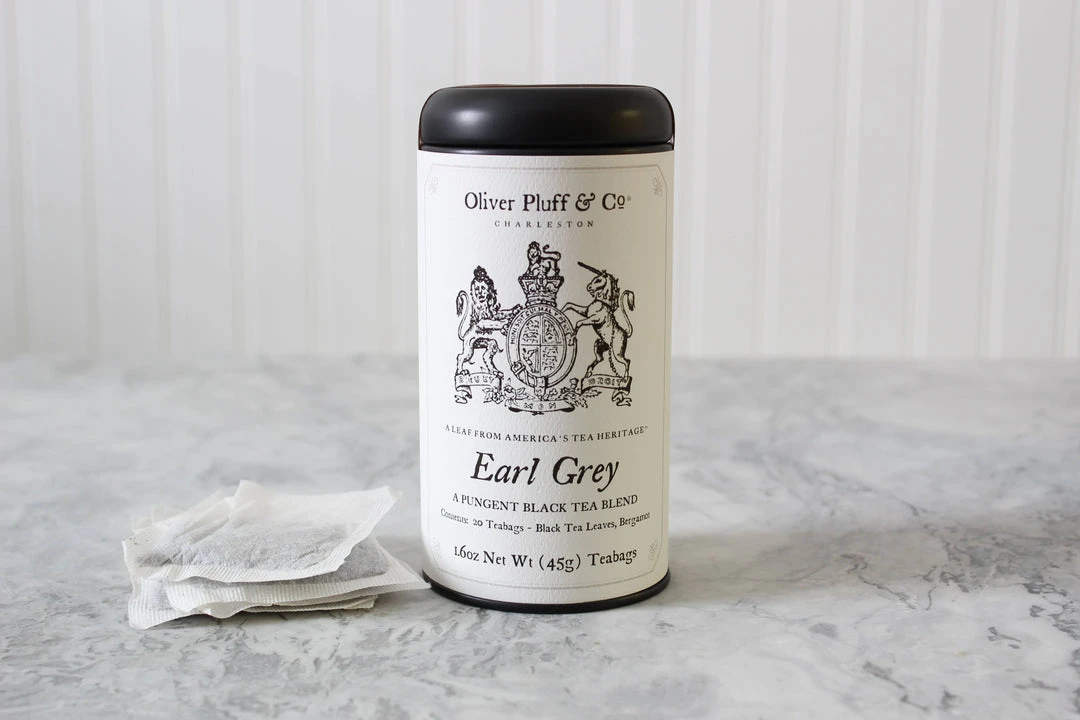 Oliver Pluff & Co®
CHARLESTON
A LEAF FROM AMERICA'S TEA HERITAGE®
Earl Grey
A PUNGENT BLACK TEA BLEND
Contents: 20 Teabags - Black Tea Leaves, Bergamot
1.6oz Net Wt (45g) Teabags